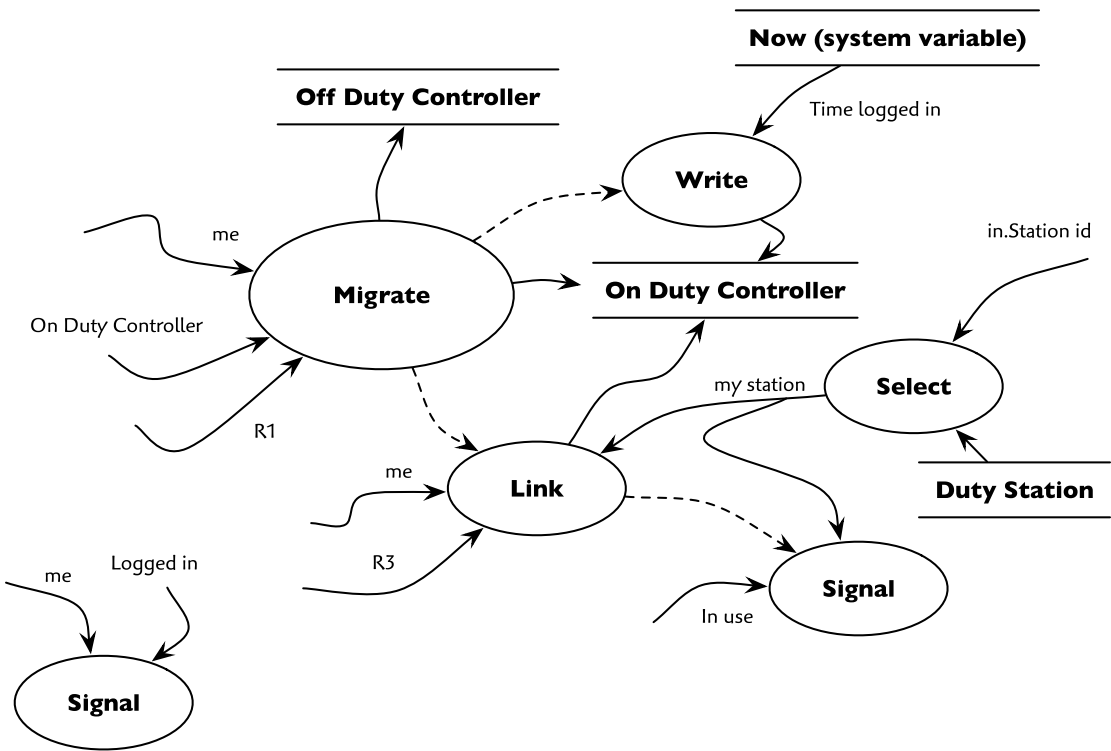 Now (system variable)
Off Duty Controller
Time logged in
Write
me
in.Station id
Migrate
On Duty Controller
On Duty Controller
my station
Select
R1
me
Link
Duty Station
R3
Logged in
me
Signal
In use
Signal